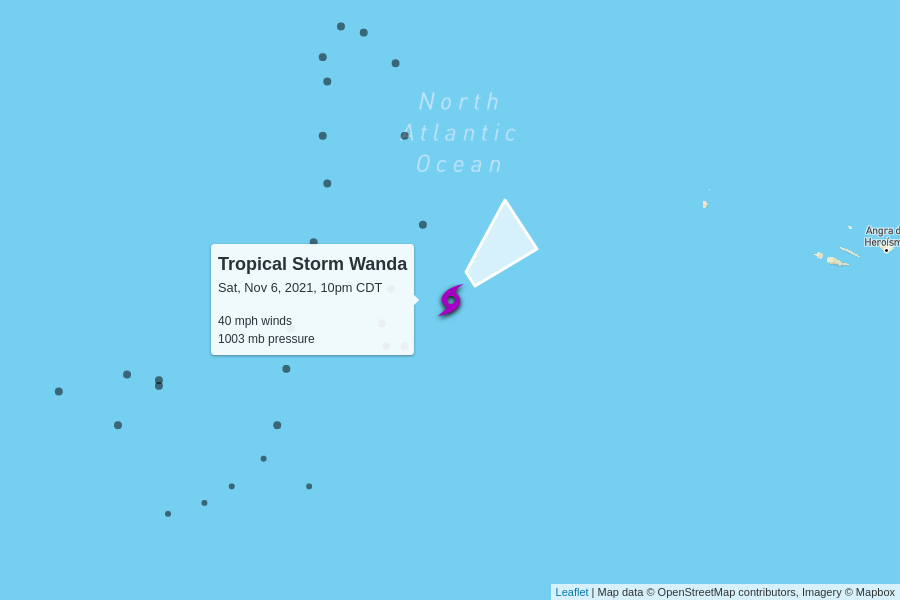 North
Atlantic
Ocean
Angra d
Heroísm
Tropical Storm Wanda
Sat, Nov 6, 2021, 10pm CDT
40 mph winds
1003 mb pressure
Leaflet | Map data © OpenStreetMap contributors, Imagery © Mapbox